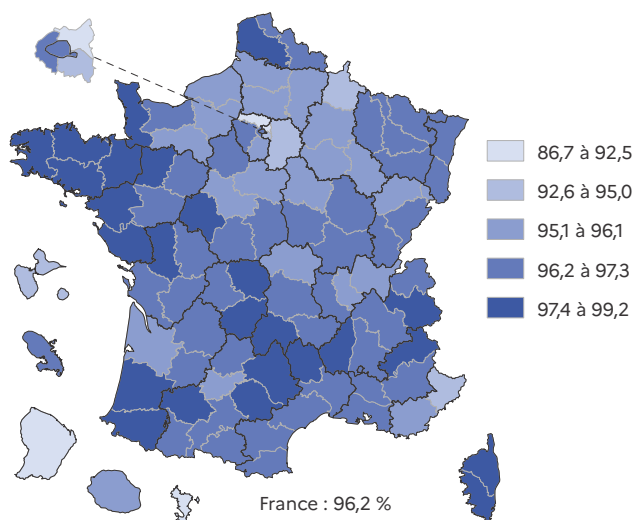 86,7 à 92,5
92,6 à 95,0
95,1 à 96,1
96,2 à 97,3
97,4 à 99,2
France : 96,2 %